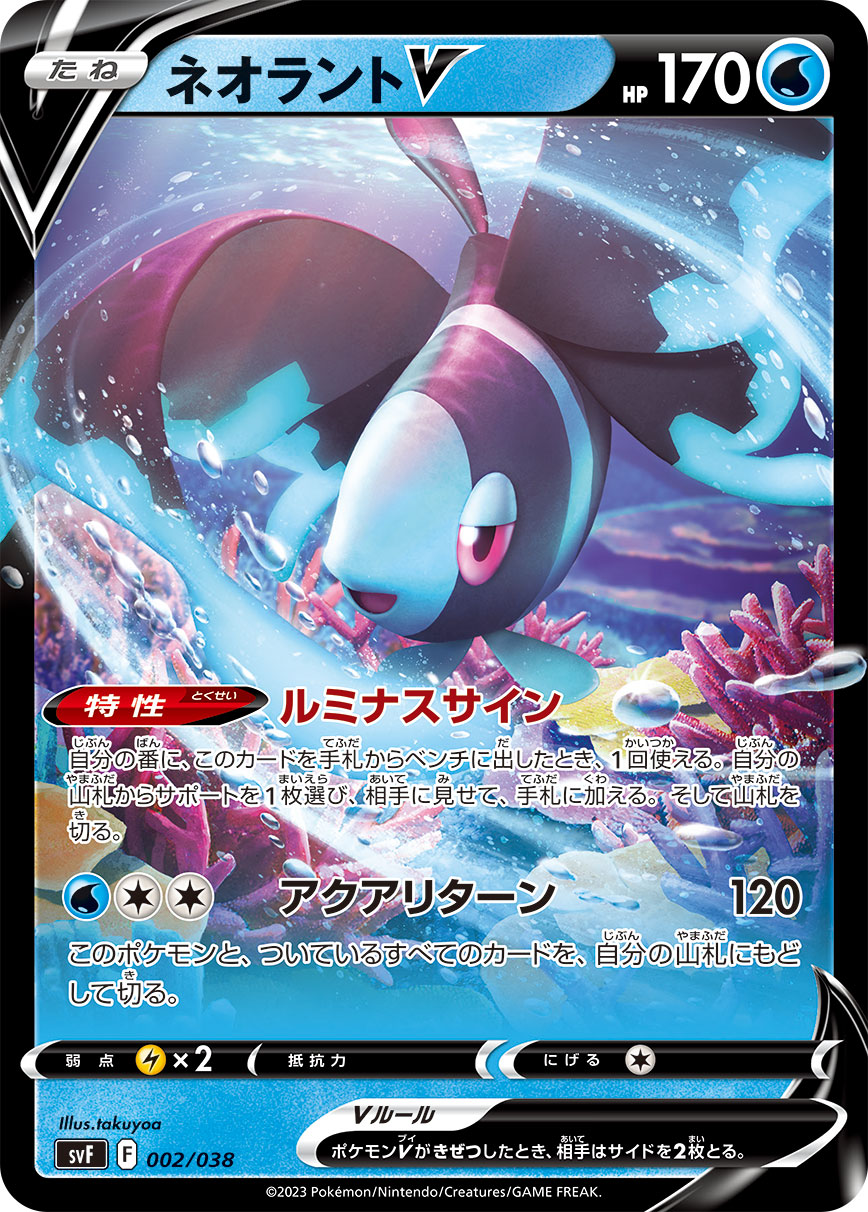 たね
ネオラントV
HP 170
特性 とくせい ルミナスサイン
自分の番に、このカードを手札からベンチに出したとき、1回使える。自分の
山札からサポートを1枚選び、相手に見せて、手札に加える。そして山札を
切る。
アクアリターン 120
このポケモンと、ついているすべてのカードを、自分の山札にもど
して切る。
弱点 ×2 抵抗力 にげる
Illus.takuyoa
Vルール
ポケモンVがきぜつしたとき、相手はサイドを2枚とる。
svF F 002/038
©2023 Pokémon/Nintendo/Creatures/GAME FREAK.